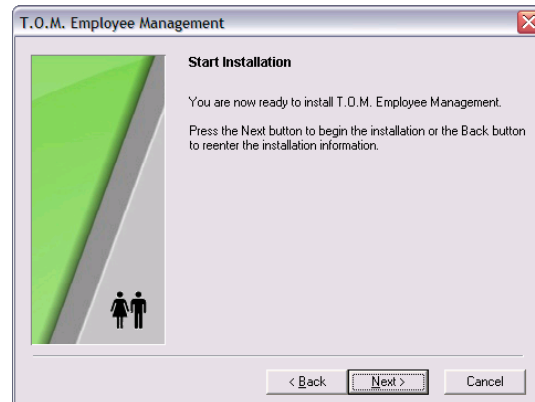 T.O.M. Employee Management
Start Installation
You are now ready to install T.O.M. Employee Management.
Press the Next button to begin the installation or the Back button
to reenter the installation information.
< Back
Next >
Cancel